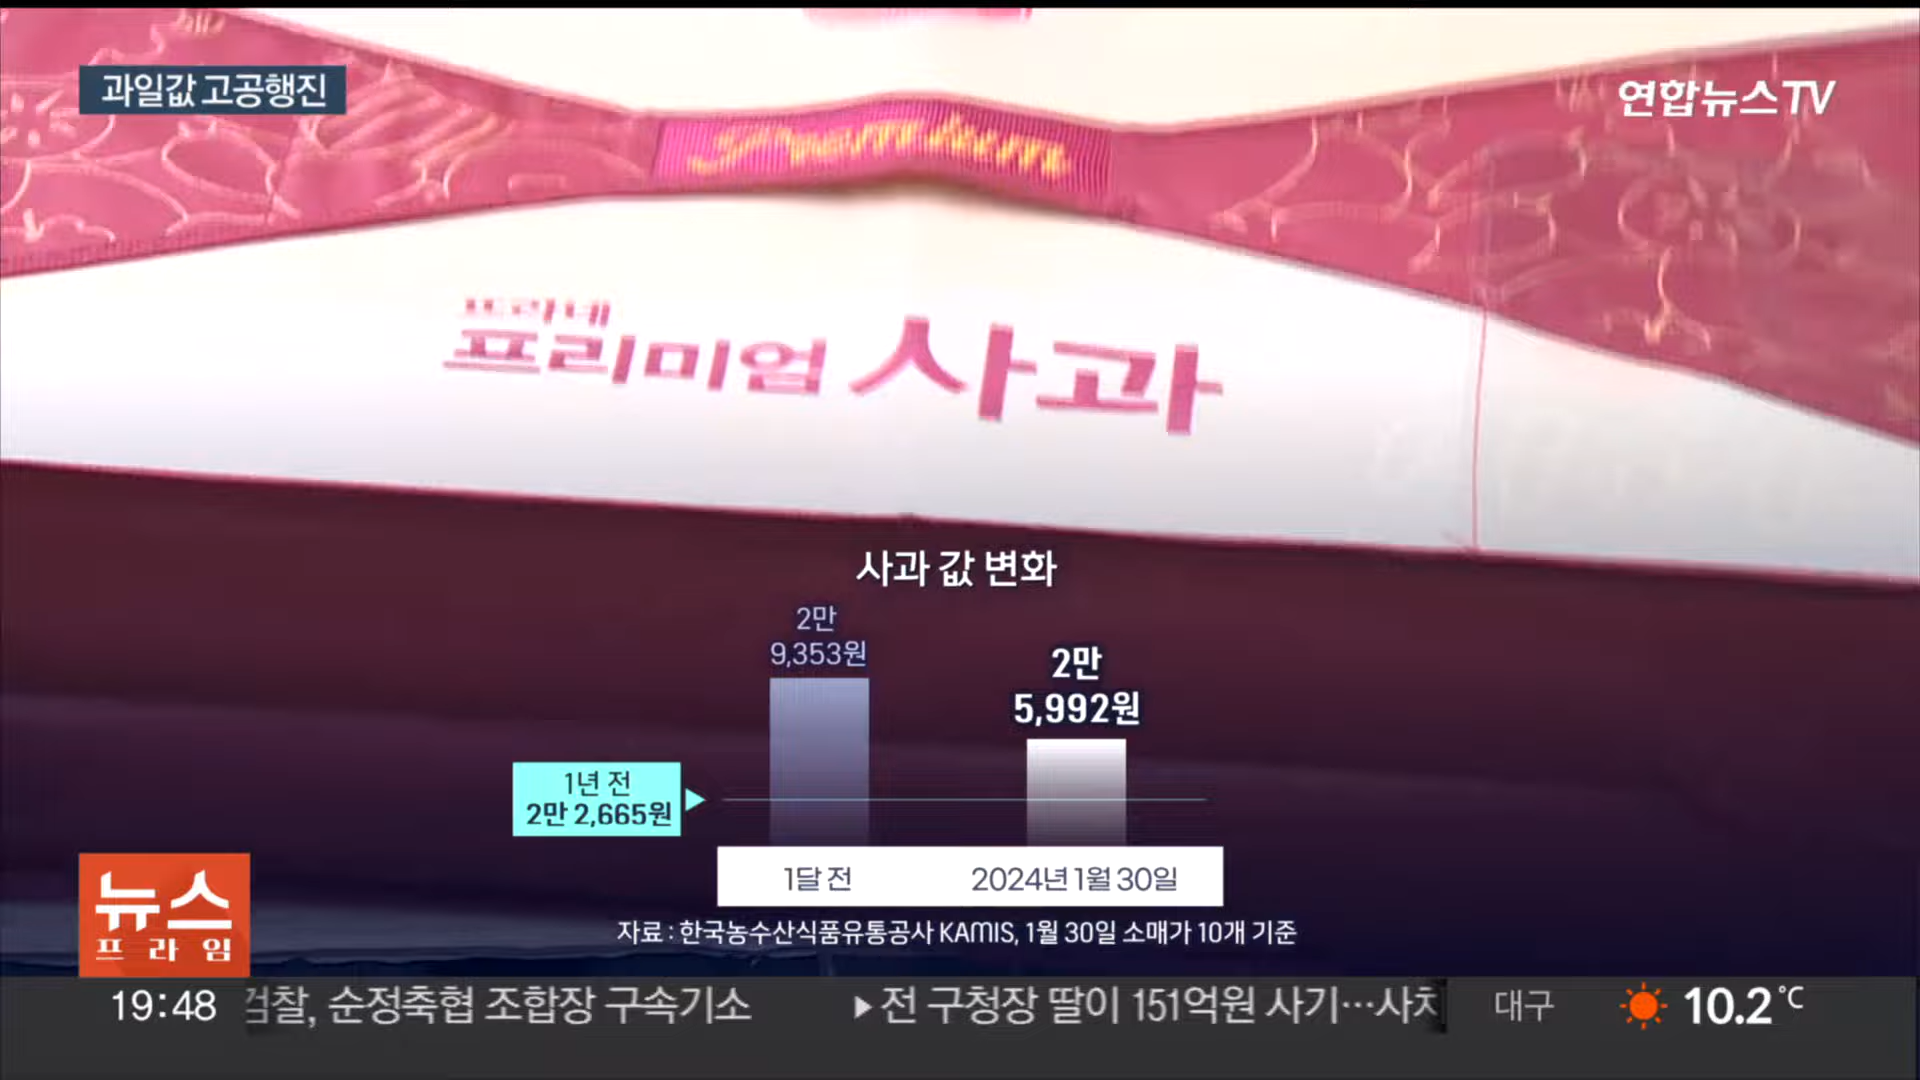 과일값 고공행진
연합뉴스TV
Premium
프리미엄 사과
사과 값 변화
2만
9,353원
2만
5,992원
1년 전
2만 2,665원
1달 전
2024년 1월 30일
자료 : 한국농수산식품유통공사 KAMIS, 1월 30일 소매가 10개 기준
뉴스
프라임
19:48
검찰, 순정축협 조합장 구속기소 ▶전 구청장 딸이 151억원 사기…사치
대구
10.2℃